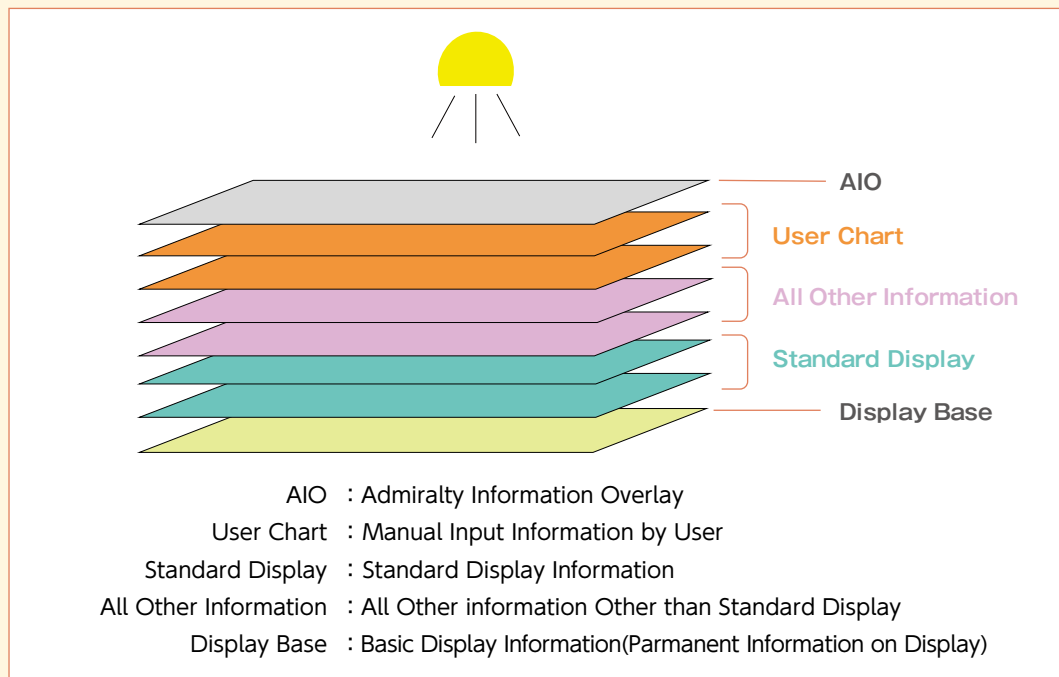 AIO
User Chart
All Other Information
Standard Display
Display Base
AIO : Admiralty Information Overlay
User Chart : Manual Input Information by User
Standard Display : Standard Display Information
All Other Information : All Other information Other than Standard Display
Display Base : Basic Display Information(Parmanent Information on Display)